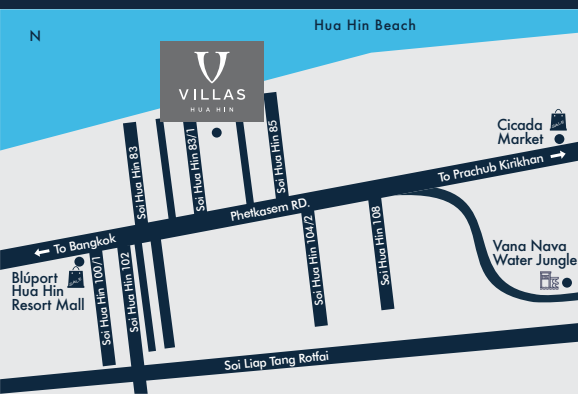 Hua Hin Beach
N
VILLAS
HUA HIN
Soi Hua Hin 83
Soi Hua Hin 83/1
Soi Hua Hin 85
Cicada
Market
SALE
To Prachub Kirikhan
Phetkasem RD.
To Bangkok
Soi Hua Hin 100/1
Soi Hua Hin 102
Soi Hua Hin 104/2
Soi Hua Hin 108
Vana Nava
Water Jungle
Blúport
Hua Hin
Resort Mall
SALE
Soi Liap Tang Rotfai